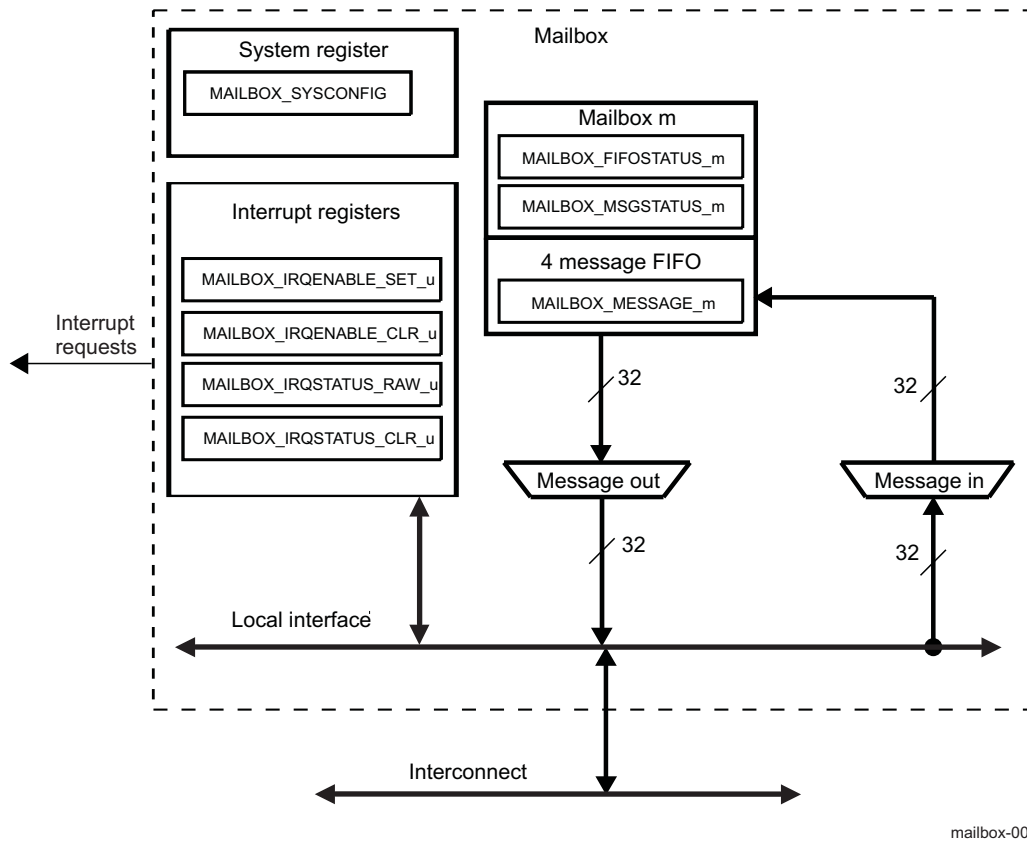 Mailbox
System register
MAILBOX_SYSCONFIG
Mailbox m
MAILBOX_FIFOSTATUS_m
MAILBOX_MSGSTATUS_m
4 message FIFO
MAILBOX_MESSAGE_m
Interrupt registers
MAILBOX_IRQENABLE_SET_u
MAILBOX_IRQENABLE_CLR_u
MAILBOX_IRQSTATUS_RAW_u
MAILBOX_IRQSTATUS_CLR_u
Interrupt
requests
32
32
Message out
Message in
32
32
Local interface
Interconnect
mailbox-00